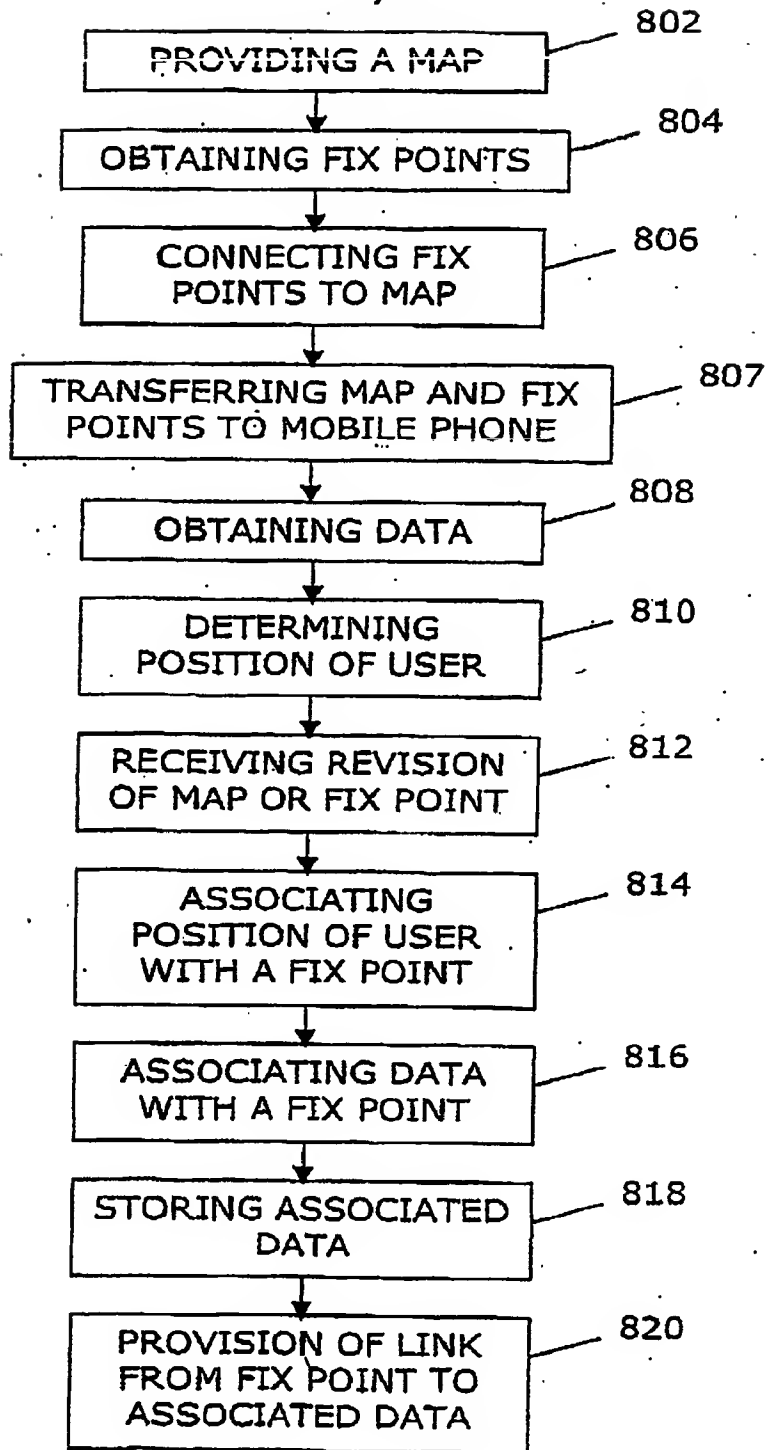 802
PROVIDING A MAP
804
OBTAINING FIX POINTS
806
CONNECTING FIX
POINTS TO MAP
807
TRANSFERRING MAP AND FIX
POINTS TO MOBILE PHONE
808
OBTAINING DATA
810
DETERMINING
POSITION OF USER
812
RECEIVING REVISION
OF MAP OR FIX POINT
814
ASSOCIATING
POSITION OF USER
WITH A FIX POINT
816
ASSOCIATING DATA
WITH A FIX POINT
818
STORING ASSOCIATED
DATA
820
PROVISION OF LINK
FROM FIX POINT TO
ASSOCIATED DATA